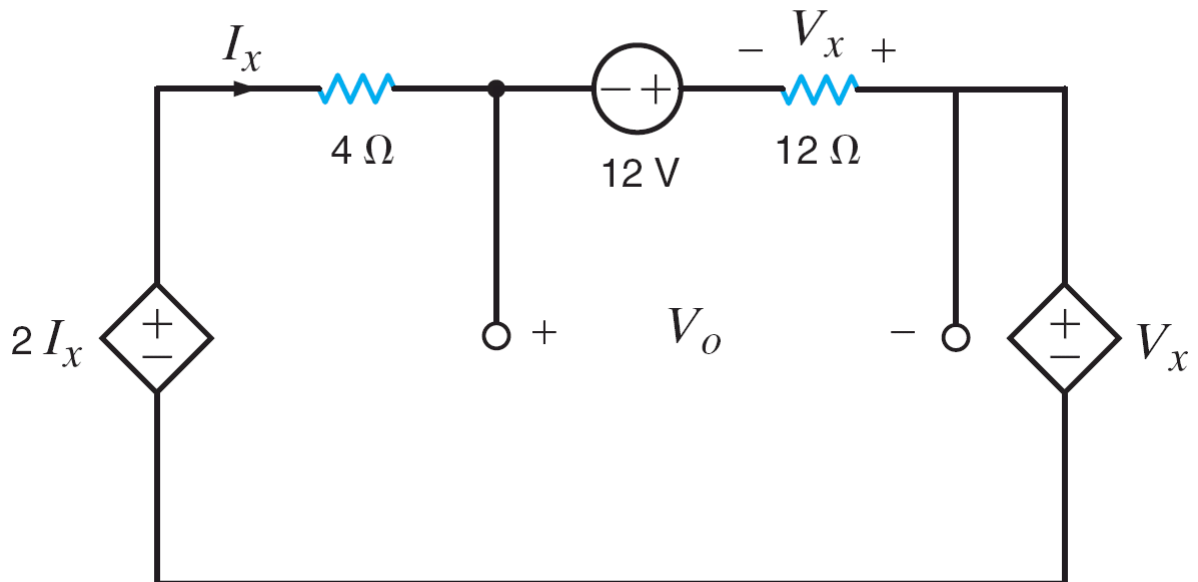 I_x
− V_x +
4 Ω
− +
12 V
12 Ω
2 I_x
+
−
+ V_o −
+
−
V_x